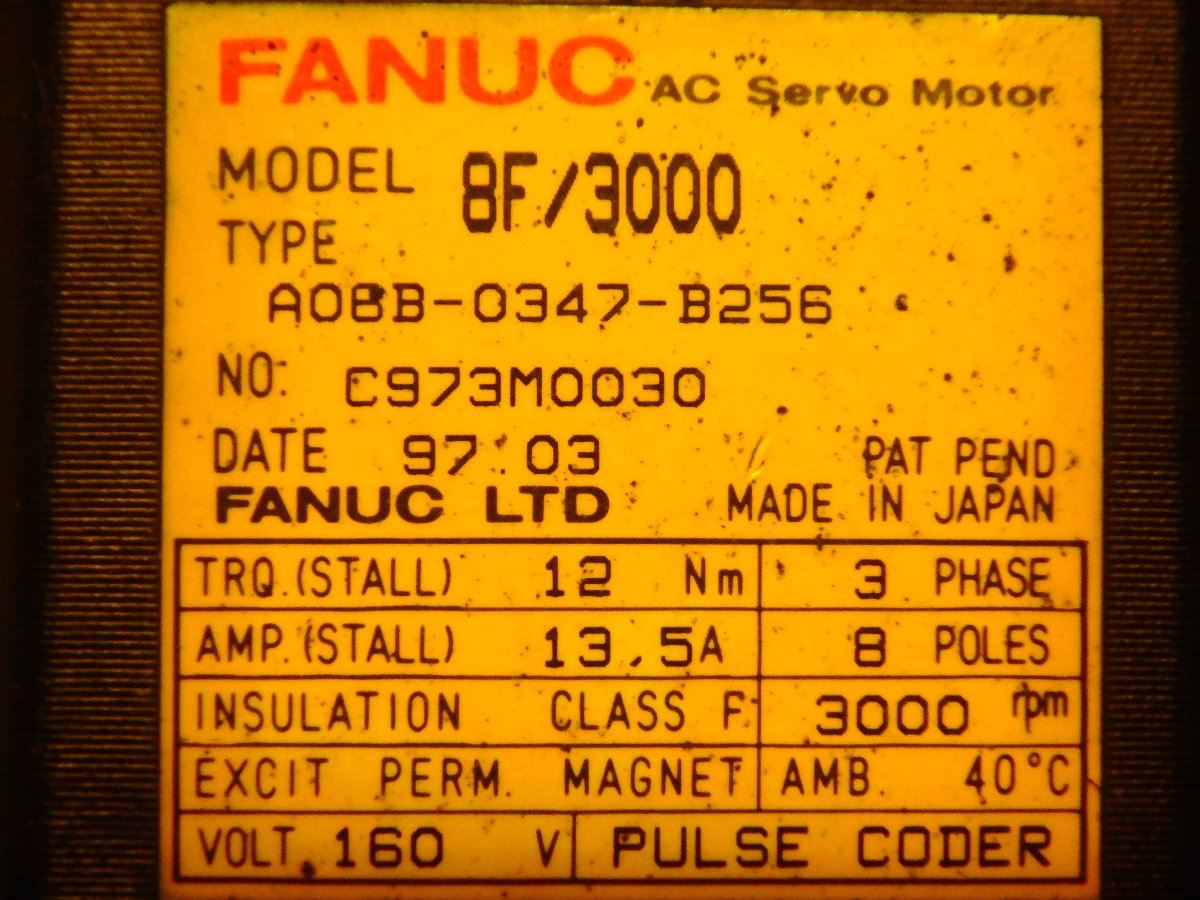 FANUC AC Servo Motor
MODEL 8F/3000
TYPE
A06B-0347-B256
NO. C973M0030
DATE 97.03 PAT PEND
FANUC LTD MADE IN JAPAN
TRQ.(STALL) 12 Nm 3 PHASE
AMP.(STALL) 13.5A 8 POLES
INSULATION CLASS F 3000 rpm
EXCIT PERM. MAGNET AMB. 40°C
VOLT. 160 V PULSE CODER